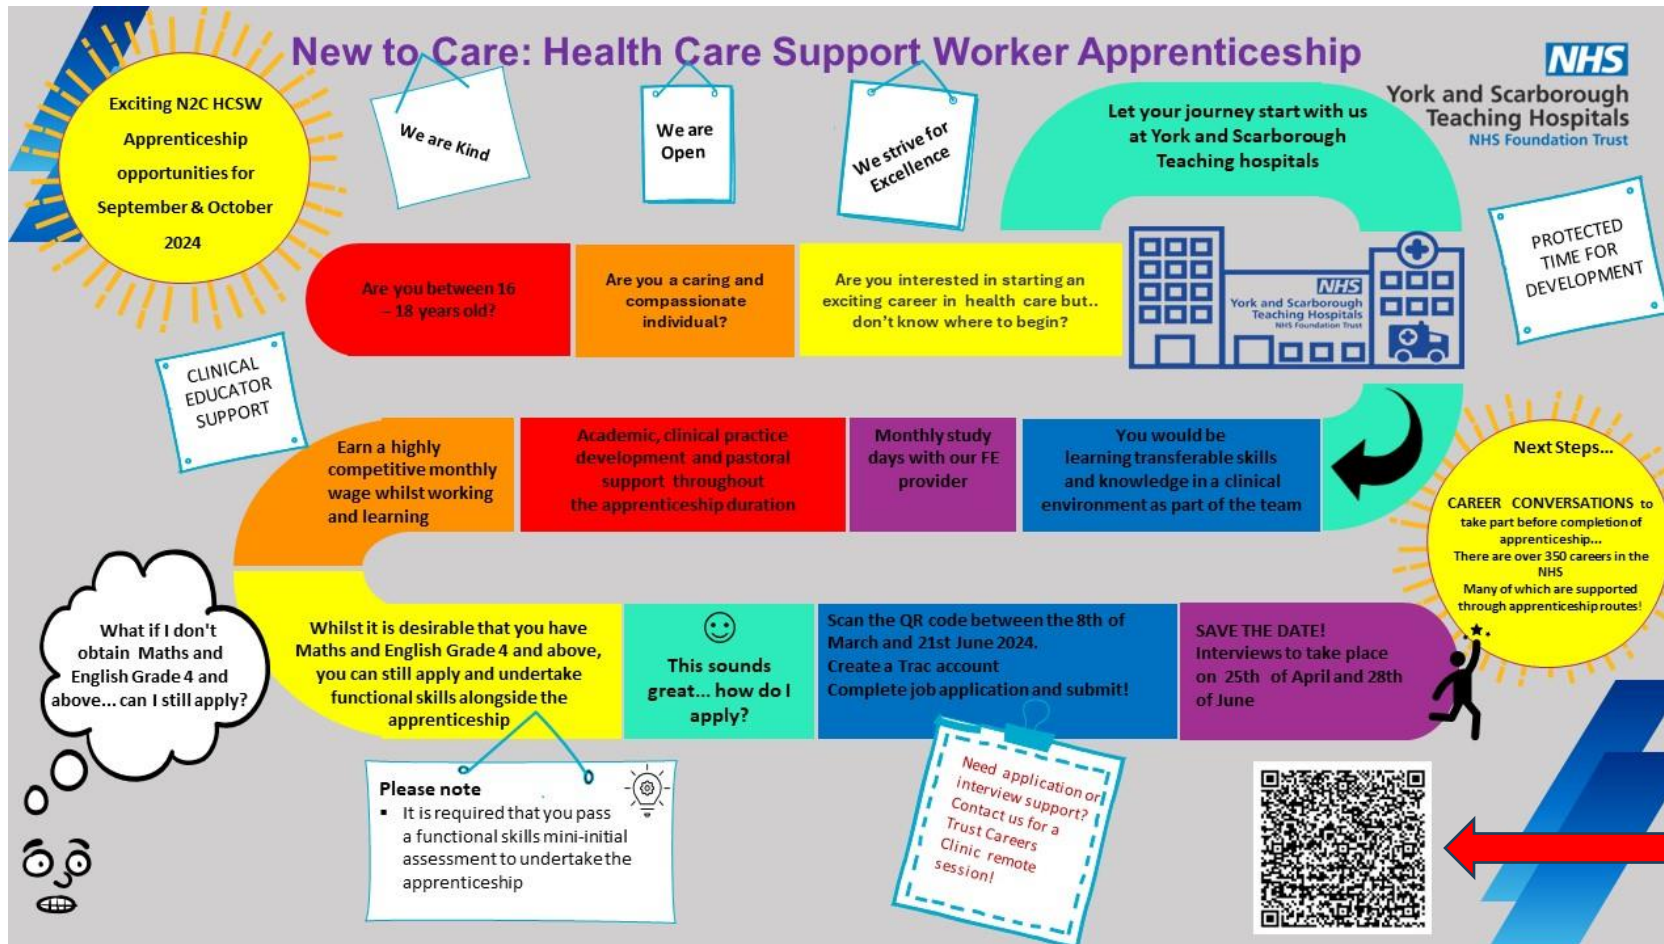 New to Care: Health Care Support Worker Apprenticeship
Exciting N2C HCSW
Apprenticeship
opportunities for
September & October
2024
We are Kind
We are
Open
We strive for
Excellence
Let your journey start with us
at York and Scarborough
Teaching hospitals
NHS
York and Scarborough
Teaching Hospitals
NHS Foundation Trust
PROTECTED
TIME FOR
DEVELOPMENT
Are you between 16
– 18 years old?
Are you a caring and
compassionate
individual?
Are you interested in starting an
exciting career in health care but..
don't know where to begin?
NHS
York and Scarborough
Teaching Hospitals
NHS Foundation Trust
CLINICAL
EDUCATOR
SUPPORT
Earn a highly
competitive monthly
wage whilst working
and learning
Academic, clinical practice
development and pastoral
support throughout
the apprenticeship duration
Monthly study
days with our FE
provider
You would be
learning transferable skills
and knowledge in a clinical
environment as part of the team
Next Steps...
CAREER CONVERSATIONS to
take part before completion of
apprenticeship...
There are over 350 careers in the
NHS
Many of which are supported
through apprenticeship routes!
What if I don't
obtain Maths and
English Grade 4 and
above... can I still apply?
Whilst it is desirable that you have
Maths and English Grade 4 and above,
you can still apply and undertake
functional skills alongside the
apprenticeship
This sounds
great... how do I
apply?
Scan the QR code between the 8th of
March and 21st June 2024.
Create a Trac account
Complete job application and submit!
SAVE THE DATE!
Interviews to take place
on 25th of April and 28th
of June
Please note
▪ It is required that you pass
a functional skills mini-initial
assessment to undertake the
apprenticeship
Need application or
interview support?
Contact us for a
Trust Careers
Clinic remote
session!